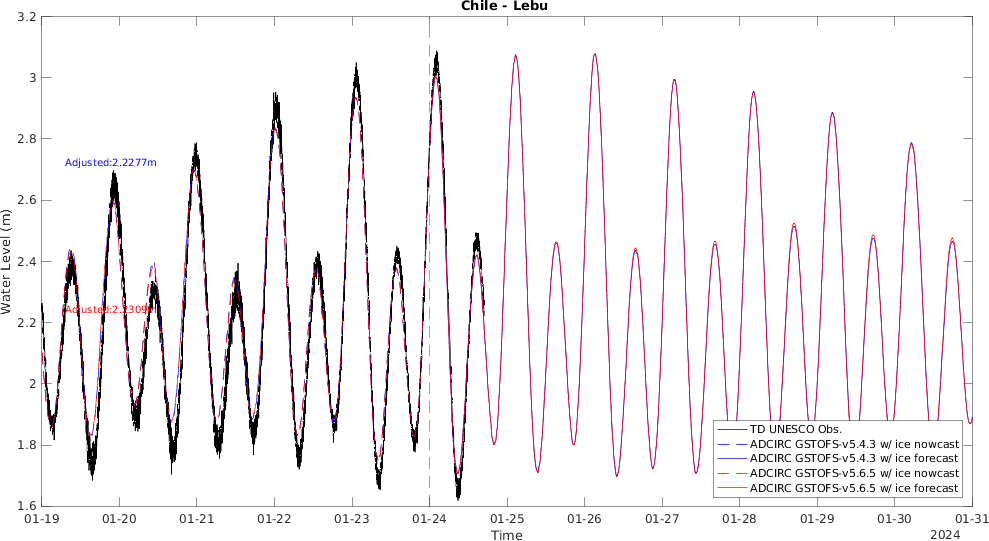 Chile - Lebu
3.2
3
2.8
2.6
2.4
2.2
2
1.8
1.6
Water Level (m)
Adjusted:2.2277m
Adjusted:2.2309m
TD UNESCO Obs.
ADCIRC GSTOFS-v5.4.3 w/ ice nowcast
ADCIRC GSTOFS-v5.4.3 w/ ice forecast
ADCIRC GSTOFS-v5.6.5 w/ ice nowcast
ADCIRC GSTOFS-v5.6.5 w/ ice forecast
01-19 01-20 01-21 01-22 01-23 01-24 01-25 01-26 01-27 01-28 01-29 01-30 01-31
Time
2024